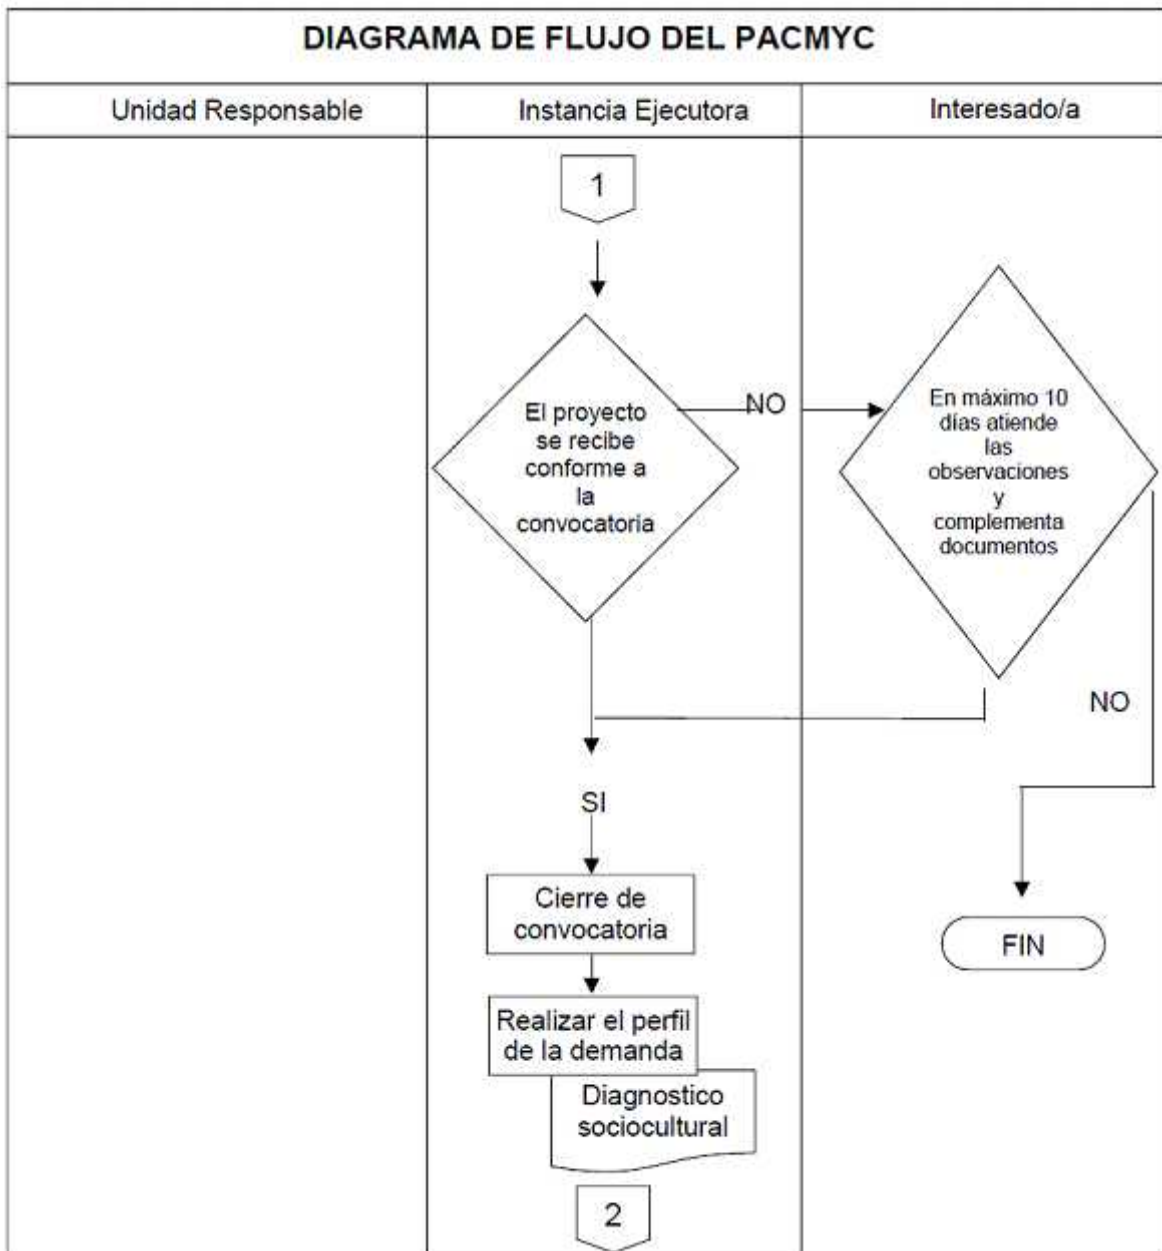 DIAGRAMA DE FLUJO DEL PACMYC
Unidad Responsable
Instancia Ejecutora
Interesado/a
1
El proyecto
se recibe
conforme a
la
convocatoria
NO
En máximo 10
días atiende
las
observaciones
y
complementa
documentos
NO
SI
Cierre de
convocatoria
FIN
Realizar el perfil
de la demanda
Diagnostico
sociocultural
2